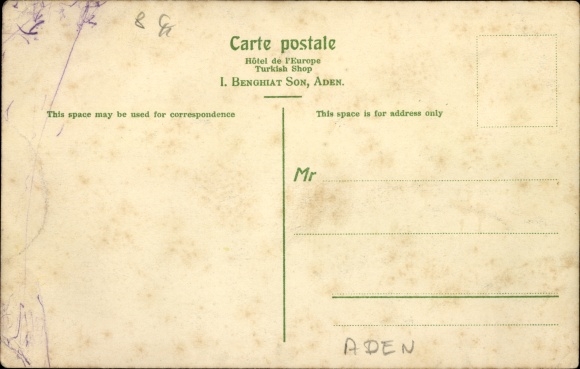 Carte postale
Hôtel de l'Europe
Turkish Shop
I. BENGHIAT SON, ADEN.
This space may be used for correspondence
This space is for address only
Mr
ADEN